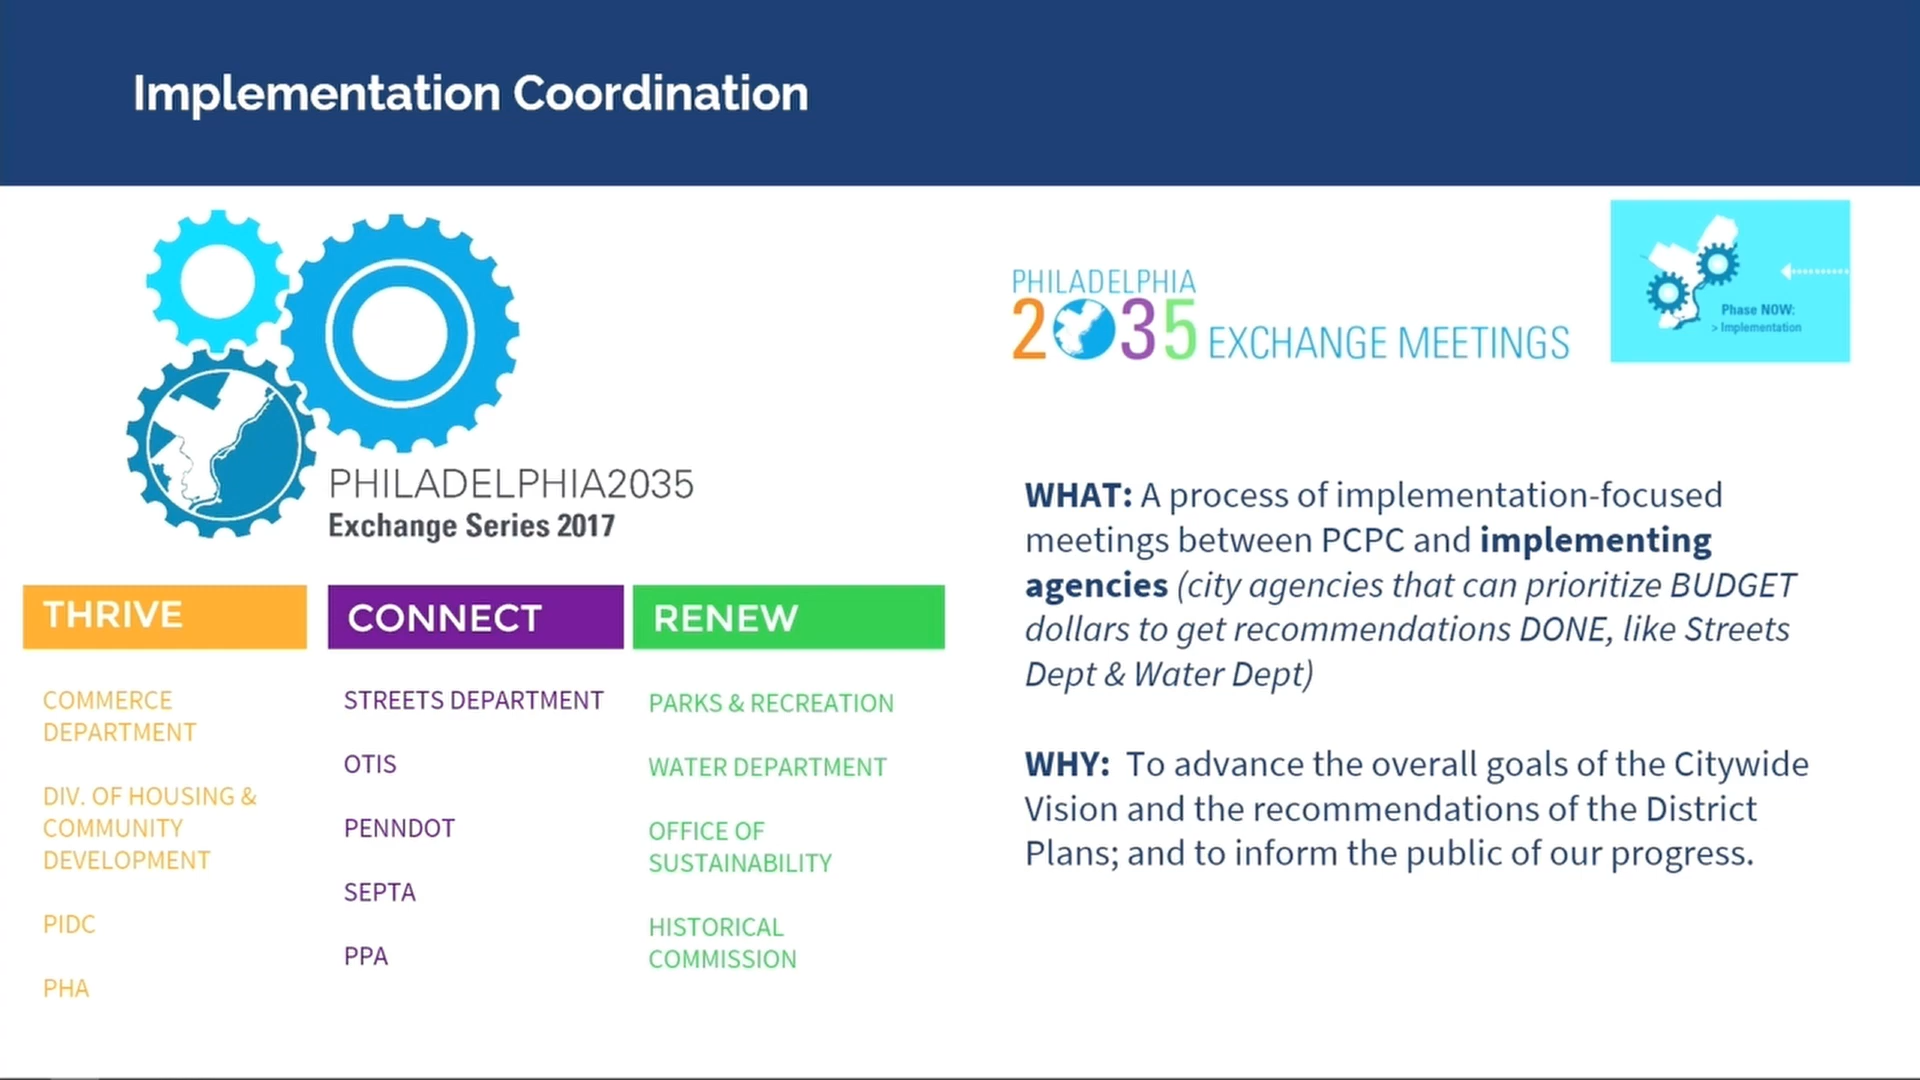 Implementation Coordination
PHILADELPHIA2035
Exchange Series 2017
THRIVE
COMMERCE
DEPARTMENT
DIV. OF HOUSING &
COMMUNITY
DEVELOPMENT
PIDC
PHA
CONNECT
STREETS DEPARTMENT
OTIS
PENNDOT
SEPTA
PPA
RENEW
PARKS & RECREATION
WATER DEPARTMENT
OFFICE OF
SUSTAINABILITY
HISTORICAL
COMMISSION
PHILADELPHIA
2035 EXCHANGE MEETINGS
Phase NOW:
> Implementation
WHAT: A process of implementation-focused
meetings between PCPC and implementing
agencies (city agencies that can prioritize BUDGET
dollars to get recommendations DONE, like Streets
Dept & Water Dept)
WHY: To advance the overall goals of the Citywide
Vision and the recommendations of the District
Plans; and to inform the public of our progress.